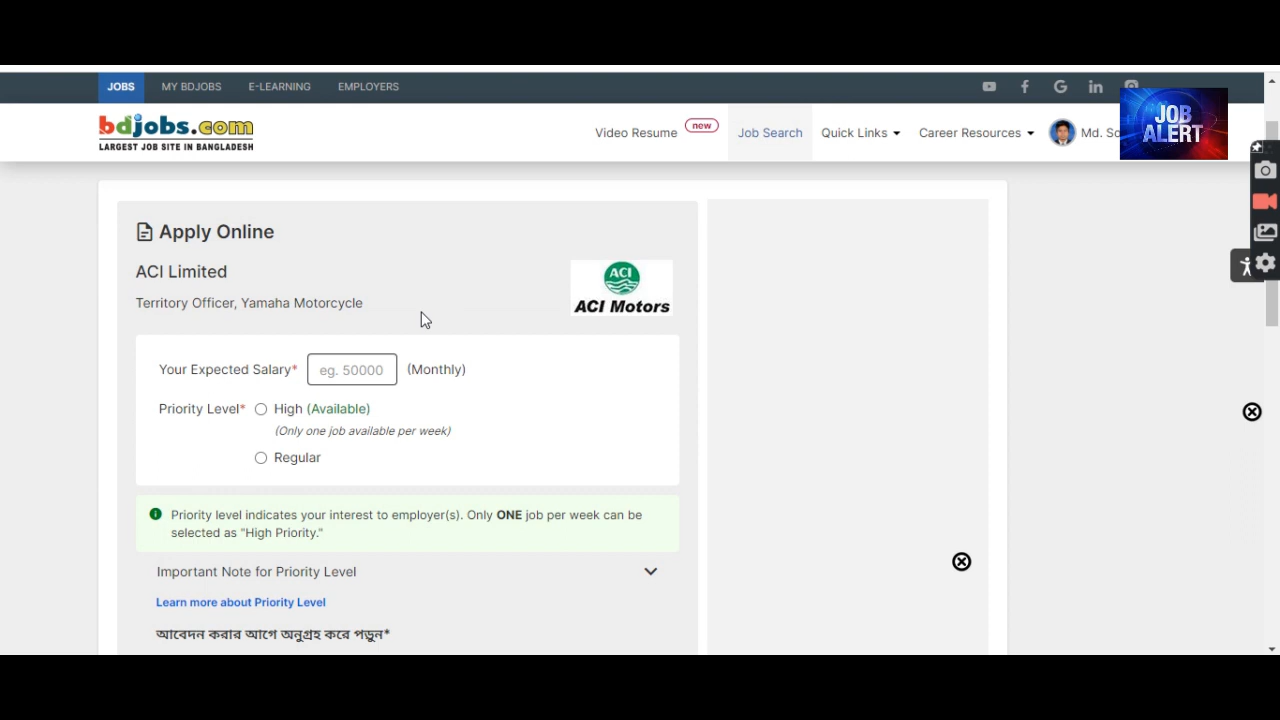 JOBS MY BDJOBS E-LEARNING EMPLOYERS
bdjobs.com
LARGEST JOB SITE IN BANGLADESH
Video Resume new Job Search Quick Links Career Resources Md. So
JOB
ALERT
Apply Online
ACI Limited
Territory Officer, Yamaha Motorcycle
ACI
ACI Motors
Your Expected Salary* eg. 50000 (Monthly)
Priority Level* High (Available)
(Only one job available per week)
Regular
Priority level indicates your interest to employer(s). Only ONE job per week can be
selected as "High Priority."
Important Note for Priority Level
Learn more about Priority Level
আবেদন করার আগে অনুগ্রহ করে পড়ুন*